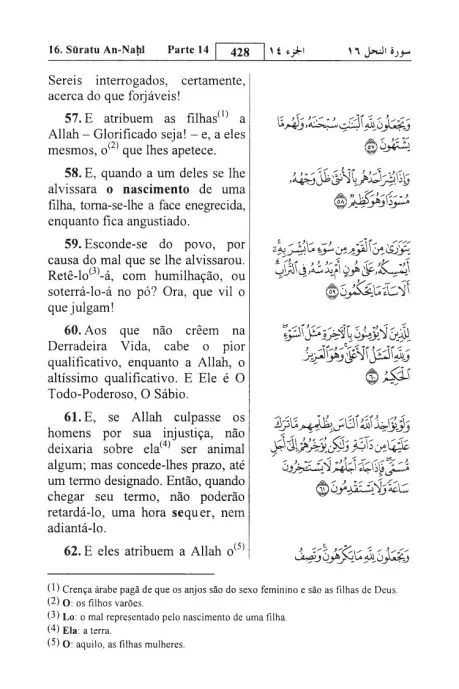 16. Sūratu An-Naḥl Parte 14 428 الجزء ١٤ سورة النحل ١٦
Sereis interrogados, certamente,
acerca do que forjáveis!
57. E atribuem as filhas(1) a
Allah – Glorificado seja! – e, a eles
mesmos, o(2) que lhes apetece.
وَيَجْعَلُونَ لِلَّهِ ٱلْبَنَٰتِ سُبْحَٰنَهُۥ وَلَهُم مَّا
يَشْتَهُونَ ٥٧
58. E, quando a um deles se lhe
alvissara o nascimento de uma
filha, torna-se-lhe a face enegrecida,
enquanto fica angustiado.
وَإِذَا بُشِّرَ أَحَدُهُم بِٱلْأُنثَىٰ ظَلَّ وَجْهُهُۥ
مُسْوَدًّا وَهُوَ كَظِيمٌ ٥٨
59. Esconde-se do povo, por
causa do mal que se lhe alvissarou.
Retê-lo(3)-á, com humilhação, ou
soterrá-lo-á no pó? Ora, que vil o
que julgam!
يَتَوَٰرَىٰ مِنَ ٱلْقَوْمِ مِن سُوٓءِ مَا بُشِّرَ بِهِۦٓ
أَيُمْسِكُهُۥ عَلَىٰ هُونٍ أَمْ يَدُسُّهُۥ فِى ٱلتُّرَابِ
أَلَا سَآءَ مَا يَحْكُمُونَ ٥٩
60. Aos que não crêem na
Derradeira Vida, cabe o pior
qualificativo, enquanto a Allah, o
altíssimo qualificativo. E Ele é O
Todo-Poderoso, O Sábio.
لِلَّذِينَ لَا يُؤْمِنُونَ بِٱلْءَاخِرَةِ مَثَلُ ٱلسَّوْءِ
وَلِلَّهِ ٱلْمَثَلُ ٱلْأَعْلَىٰ وَهُوَ ٱلْعَزِيزُ
ٱلْحَكِيمُ ٦٠
61. E, se Allah culpasse os
homens por sua injustiça, não
deixaria sobre ela(4) ser animal
algum; mas concede-lhes prazo, até
um termo designado. Então, quando
chegar seu termo, não poderão
retardá-lo, uma hora sequer, nem
adiantá-lo.
وَلَوْ يُؤَاخِذُ ٱللَّهُ ٱلنَّاسَ بِظُلْمِهِم مَّا تَرَكَ
عَلَيْهَا مِن دَآبَّةٍ وَلَٰكِن يُؤَخِّرُهُمْ إِلَىٰٓ أَجَلٍ
مُّسَمًّى فَإِذَا جَآءَ أَجَلُهُمْ لَا يَسْتَـْٔخِرُونَ
سَاعَةً وَلَا يَسْتَقْدِمُونَ ٦١
62. E eles atribuem a Allah o(5)
وَيَجْعَلُونَ لِلَّهِ مَا يَكْرَهُونَ وَتَصِفُ
(1) Crença árabe pagã de que os anjos são do sexo feminino e são as filhas de Deus.
(2) O: os filhos varões.
(3) Lo: o mal representado pelo nascimento de uma filha.
(4) Ela: a terra.
(5) O: aquilo, as filhas mulheres.